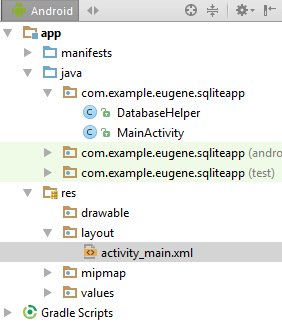 Android
app
manifests
java
com.example.eugene.sqliteapp
DatabaseHelper
MainActivity
com.example.eugene.sqliteapp (andro
com.example.eugene.sqliteapp (test)
res
drawable
layout
activity_main.xml
mipmap
values
Gradle Scripts